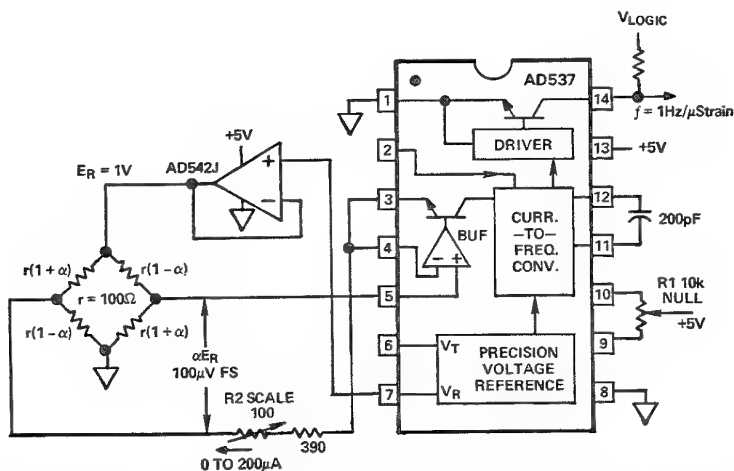 VLOGIC
AD537
1
14
f = 1Hz/μStrain
DRIVER
2
13
+5V
+5V
ER = 1V
AD542J
+
−
3
12
200pF
BUF
CURR.
–TO–
FREQ.
CONV.
4
11
− +
r(1 + α)
r(1 − α)
r = 100Ω
r(1 − α)
r(1 + α)
5
10
R1 10k
NULL
+5V
αER
100μV FS
6
VT
PRECISION
VOLTAGE
REFERENCE
9
7
VR
8
R2 SCALE
100
390
0 TO 200μA